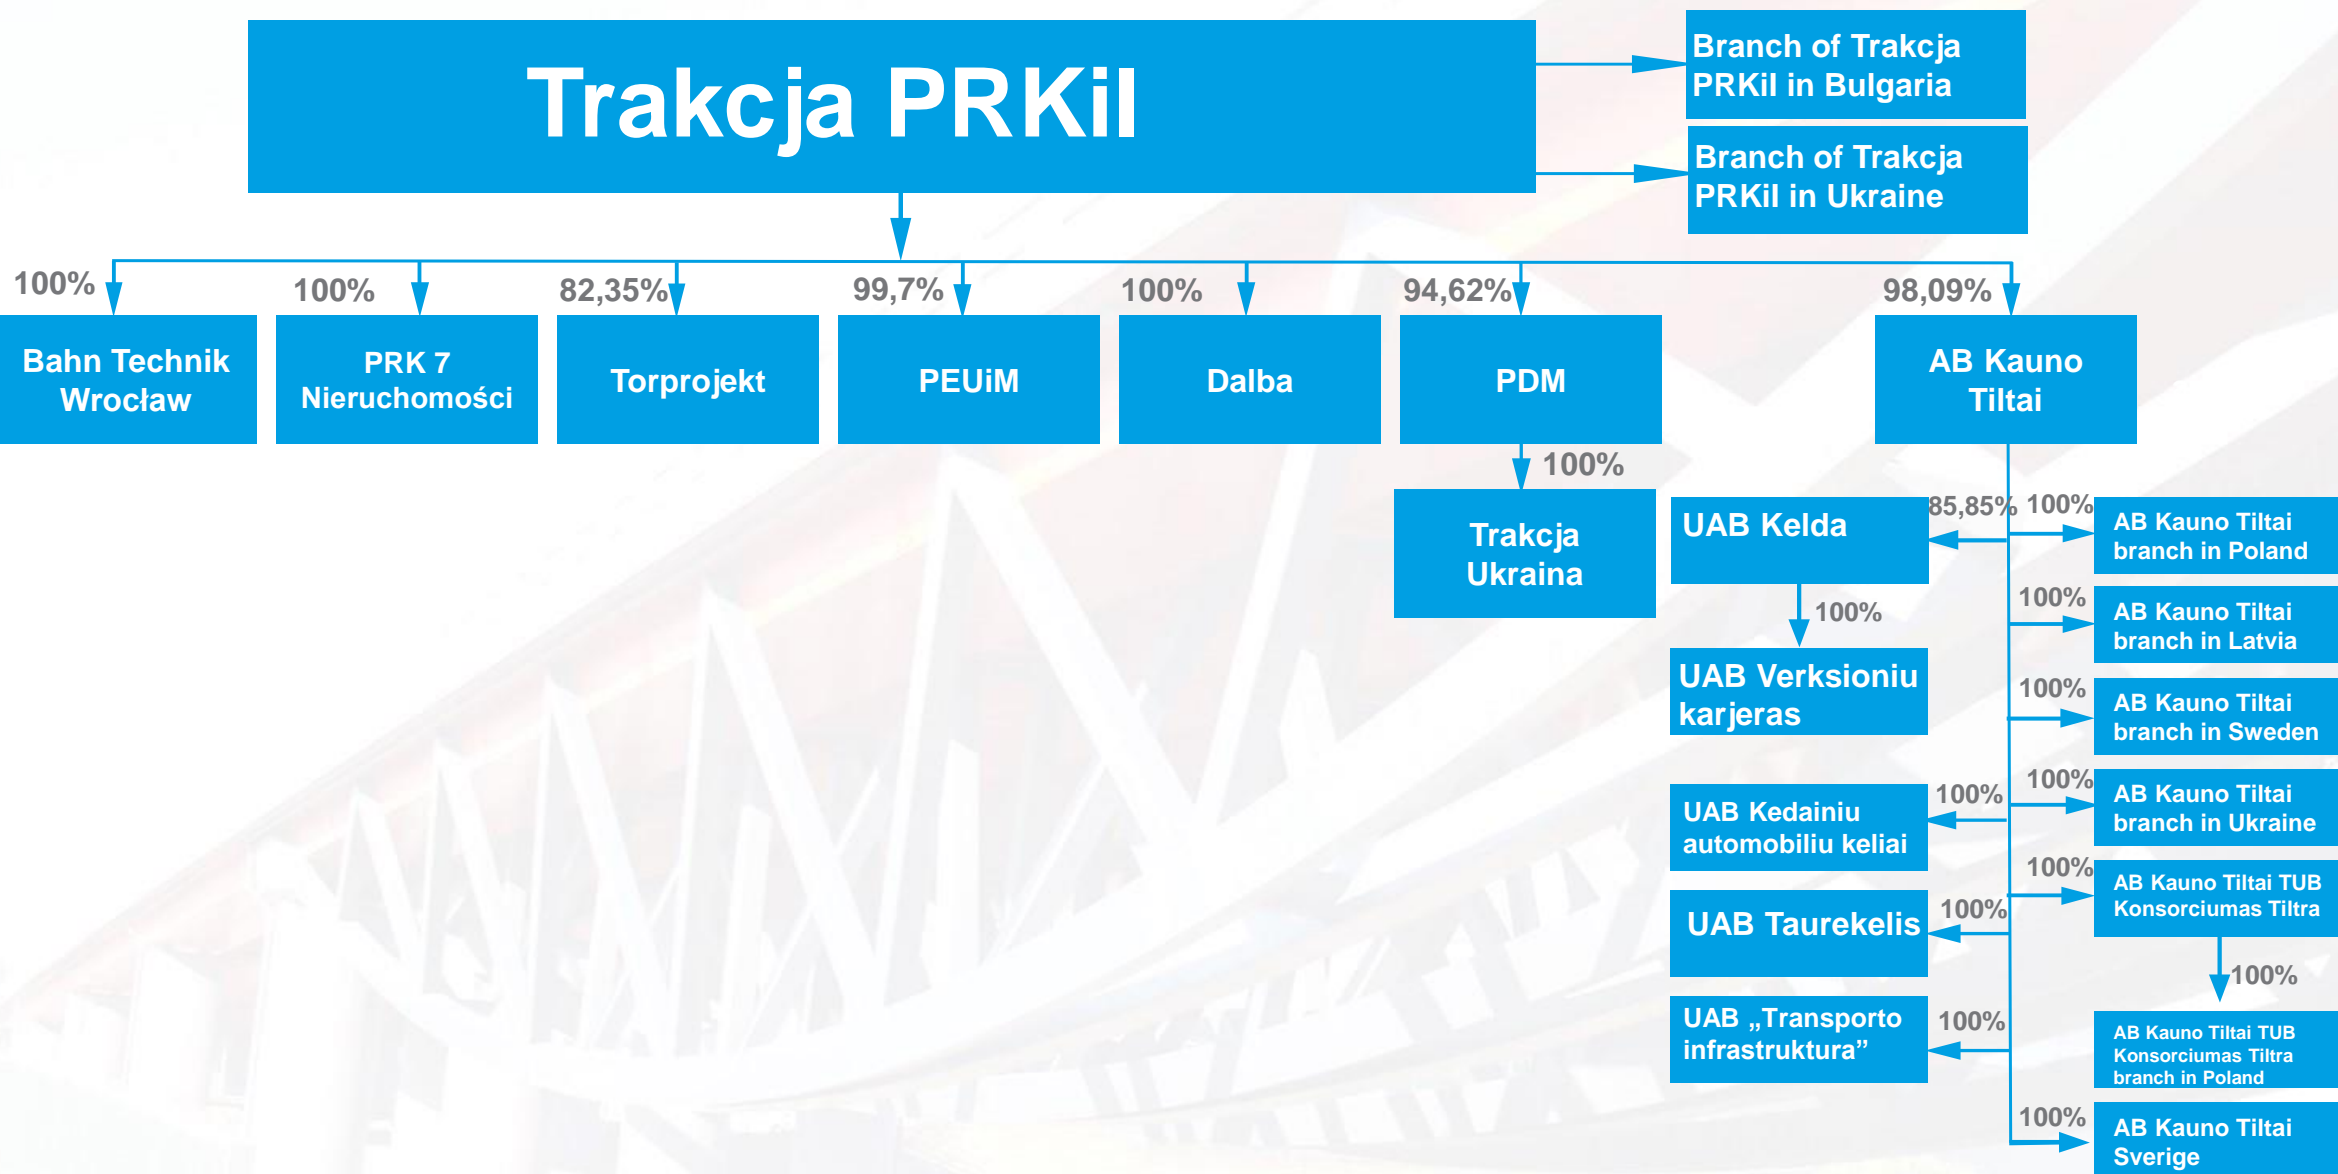 Trakcja PRKiI
Branch of Trakcja
PRKiI in Bulgaria
Branch of Trakcja
PRKiI in Ukraine
100%
100%
82,35%
99,7%
100%
94,62%
98,09%
Bahn Technik
Wrocław
PRK 7
Nieruchomości
Torprojekt
PEUiM
Dalba
PDM
AB Kauno
Tiltai
100%
Trakcja
Ukraina
85,85%
UAB Kelda
100%
UAB Verksioniu
karjeras
100%
UAB Kedainiu
automobiliu keliai
100%
UAB Taurekelis
100%
UAB „Transporto
infrastruktura”
100%
AB Kauno Tiltai
branch in Poland
100%
AB Kauno Tiltai
branch in Latvia
100%
AB Kauno Tiltai
branch in Sweden
100%
AB Kauno Tiltai
branch in Ukraine
100%
AB Kauno Tiltai TUB
Konsorciumas Tiltra
100%
AB Kauno Tiltai TUB
Konsorciumas Tiltra
branch in Poland
100%
AB Kauno Tiltai
Sverige